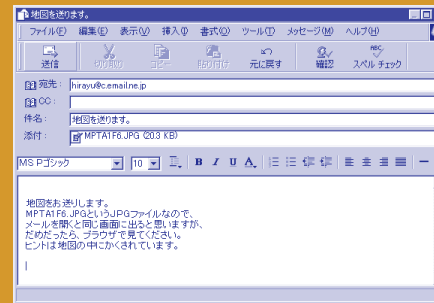 地図を送ります。
ファイル(F) 編集(E) 表示(V) 挿入(I) 書式(O) ツール(T) メッセージ(M) ヘルプ(H)
送信 切り取り コピー 貼り付け 元に戻す 確認 スペル チェック
宛先: hirayu@c.email.ne.jp
CC:
件名: 地図を送ります。
添付: MPTA1F6.JPG (20.3 KB)
MS Pゴシック 10 B I U A
地図をお送りします。
MPTA1F6.JPGというJPGファイルなので、
メールを開くと同じ画面に出ると思いますが、
だめだったら、ブラウザで見てください。
ヒントは地図の中にかくされています。